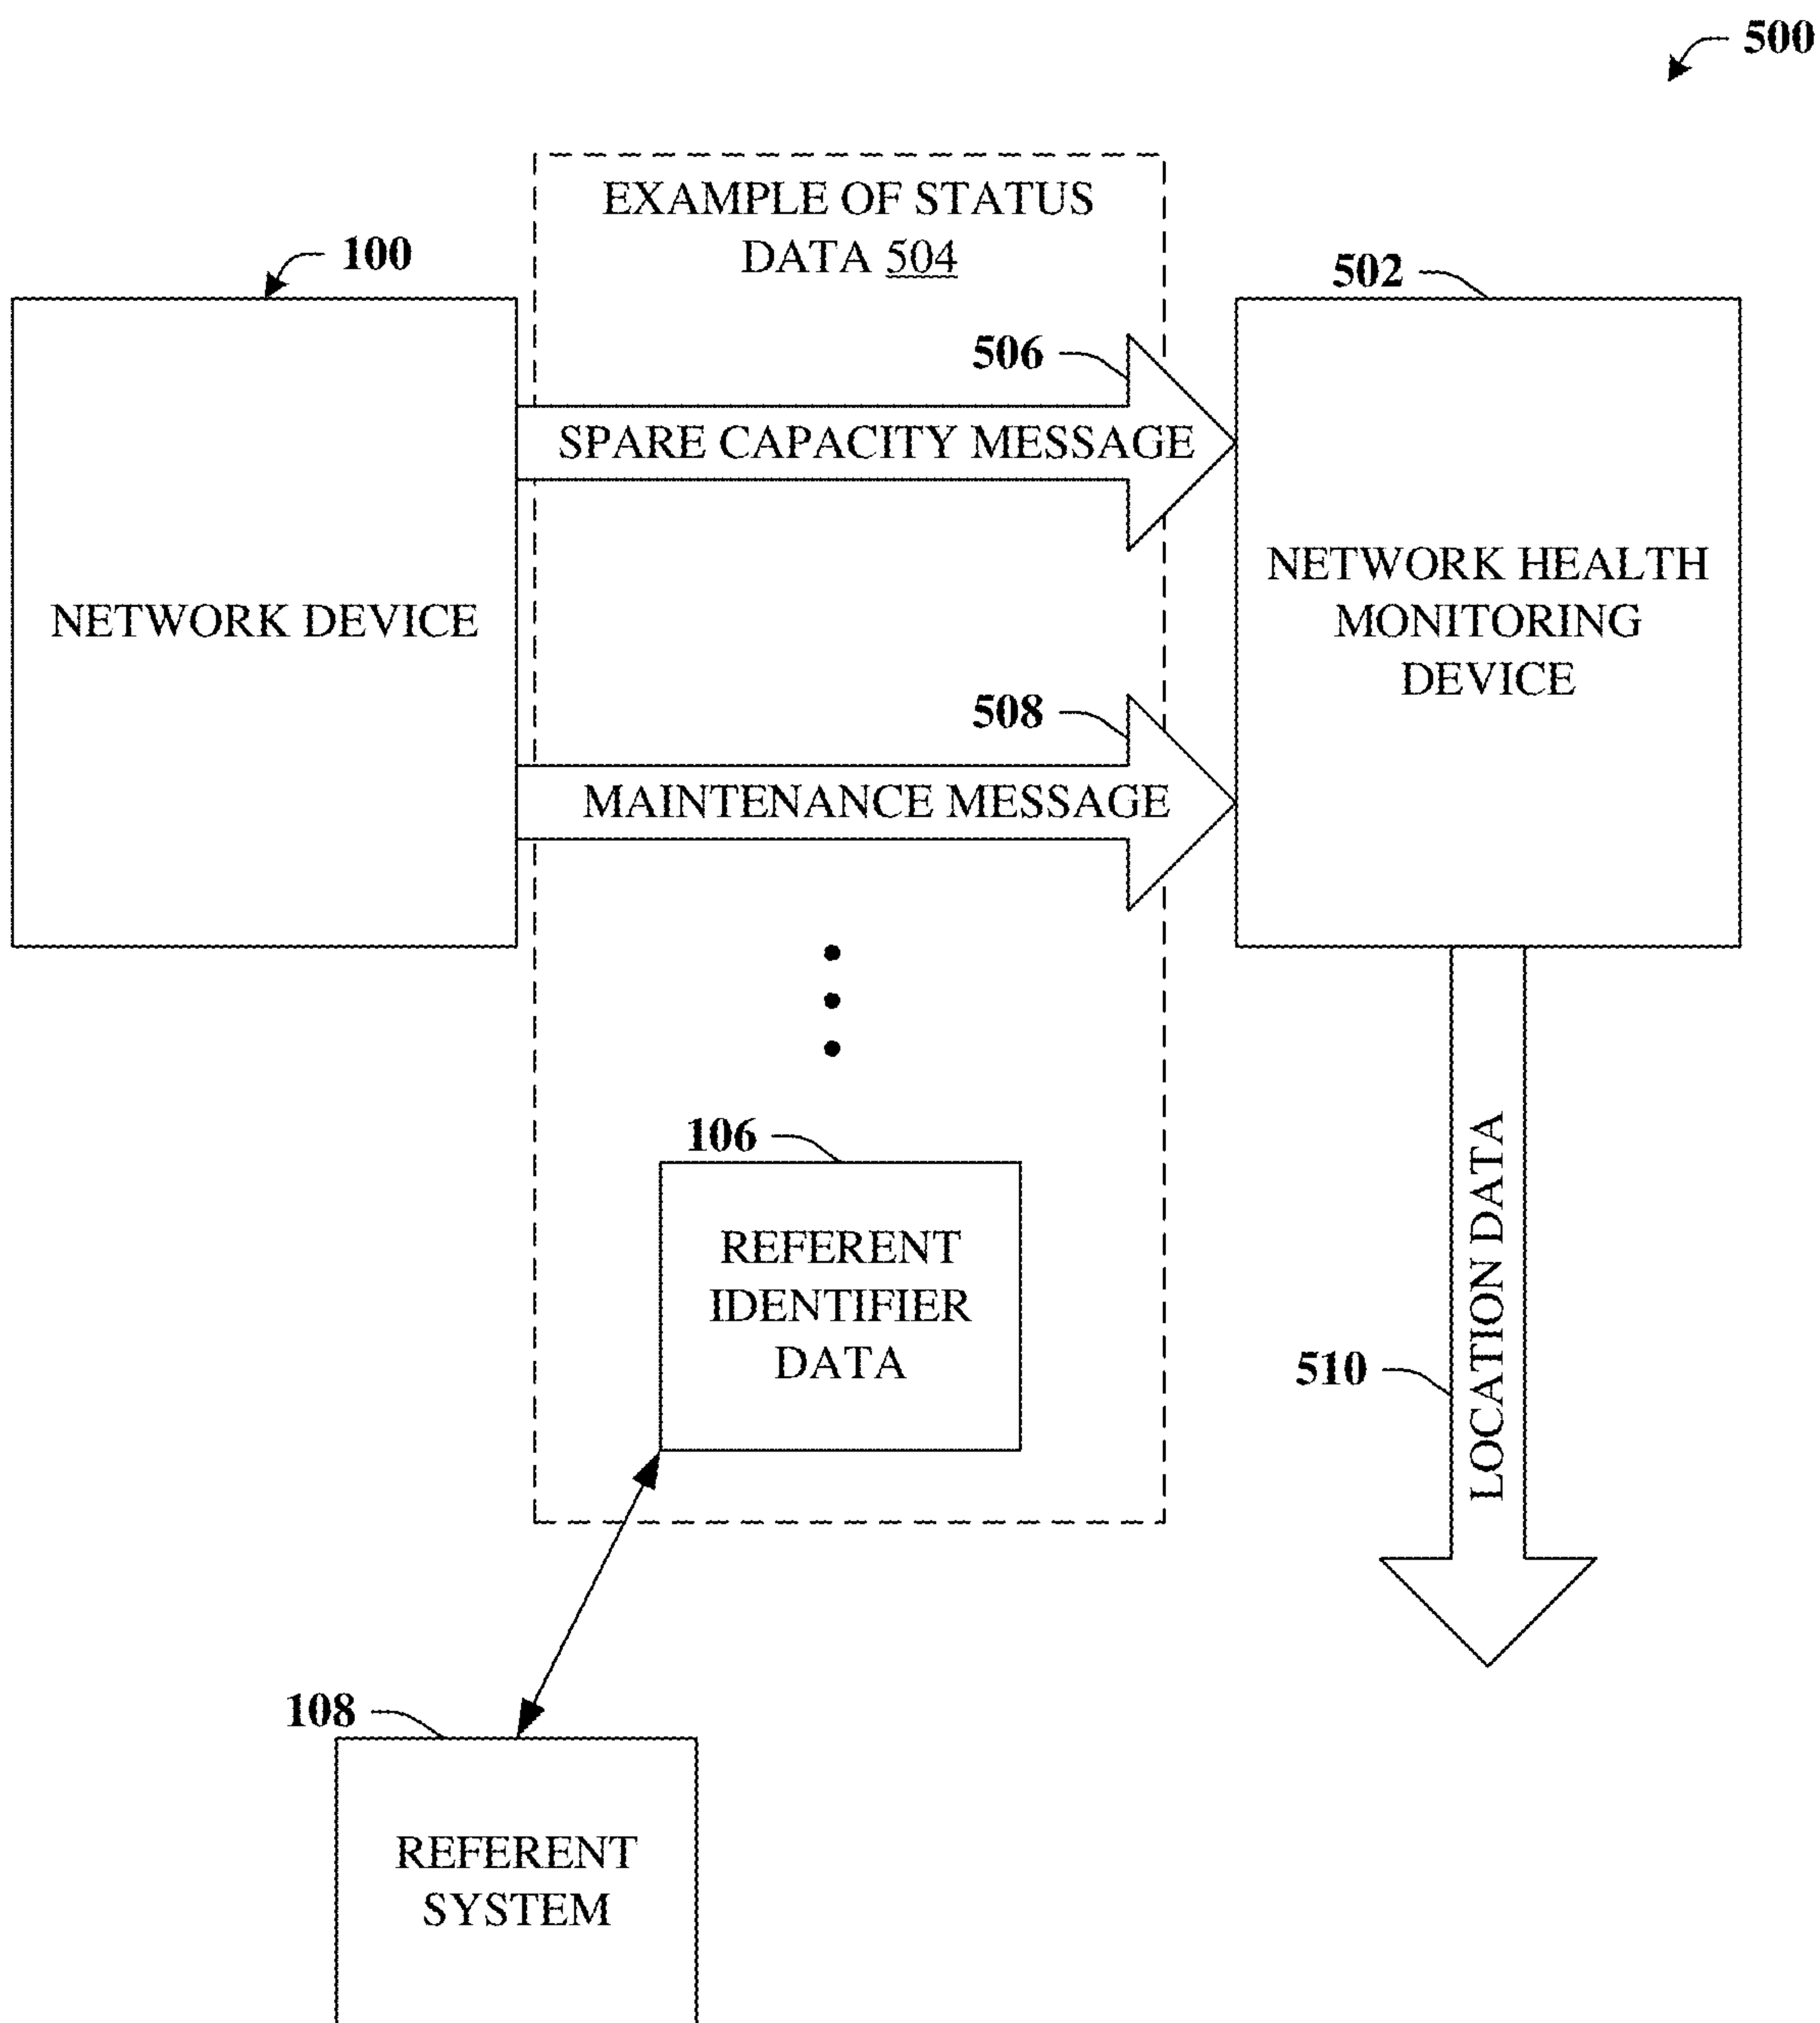 500
EXAMPLE OF STATUS
DATA 504
100
502
506
SPARE CAPACITY MESSAGE
NETWORK DEVICE
NETWORK HEALTH
MONITORING
DEVICE
508
MAINTENANCE MESSAGE
106
REFERENT
IDENTIFIER
DATA
510
LOCATION DATA
108
REFERENT
SYSTEM